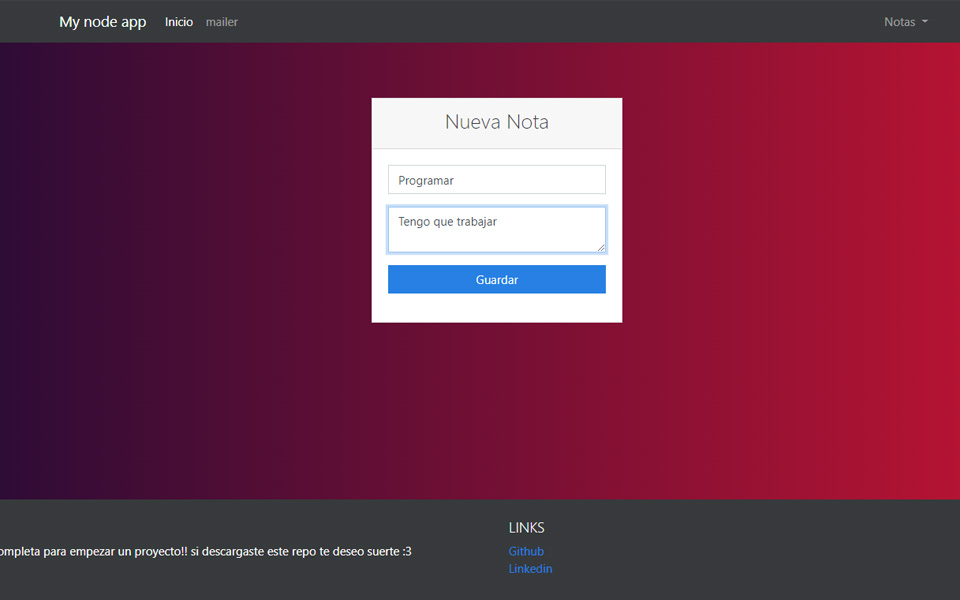 My node app Inicio mailer Notas
Nueva Nota
Programar
Tengo que trabajar
Guardar
LINKS
para empezar un proyecto!! si descargaste este repo te deseo suerte :3
Github
Linkedin